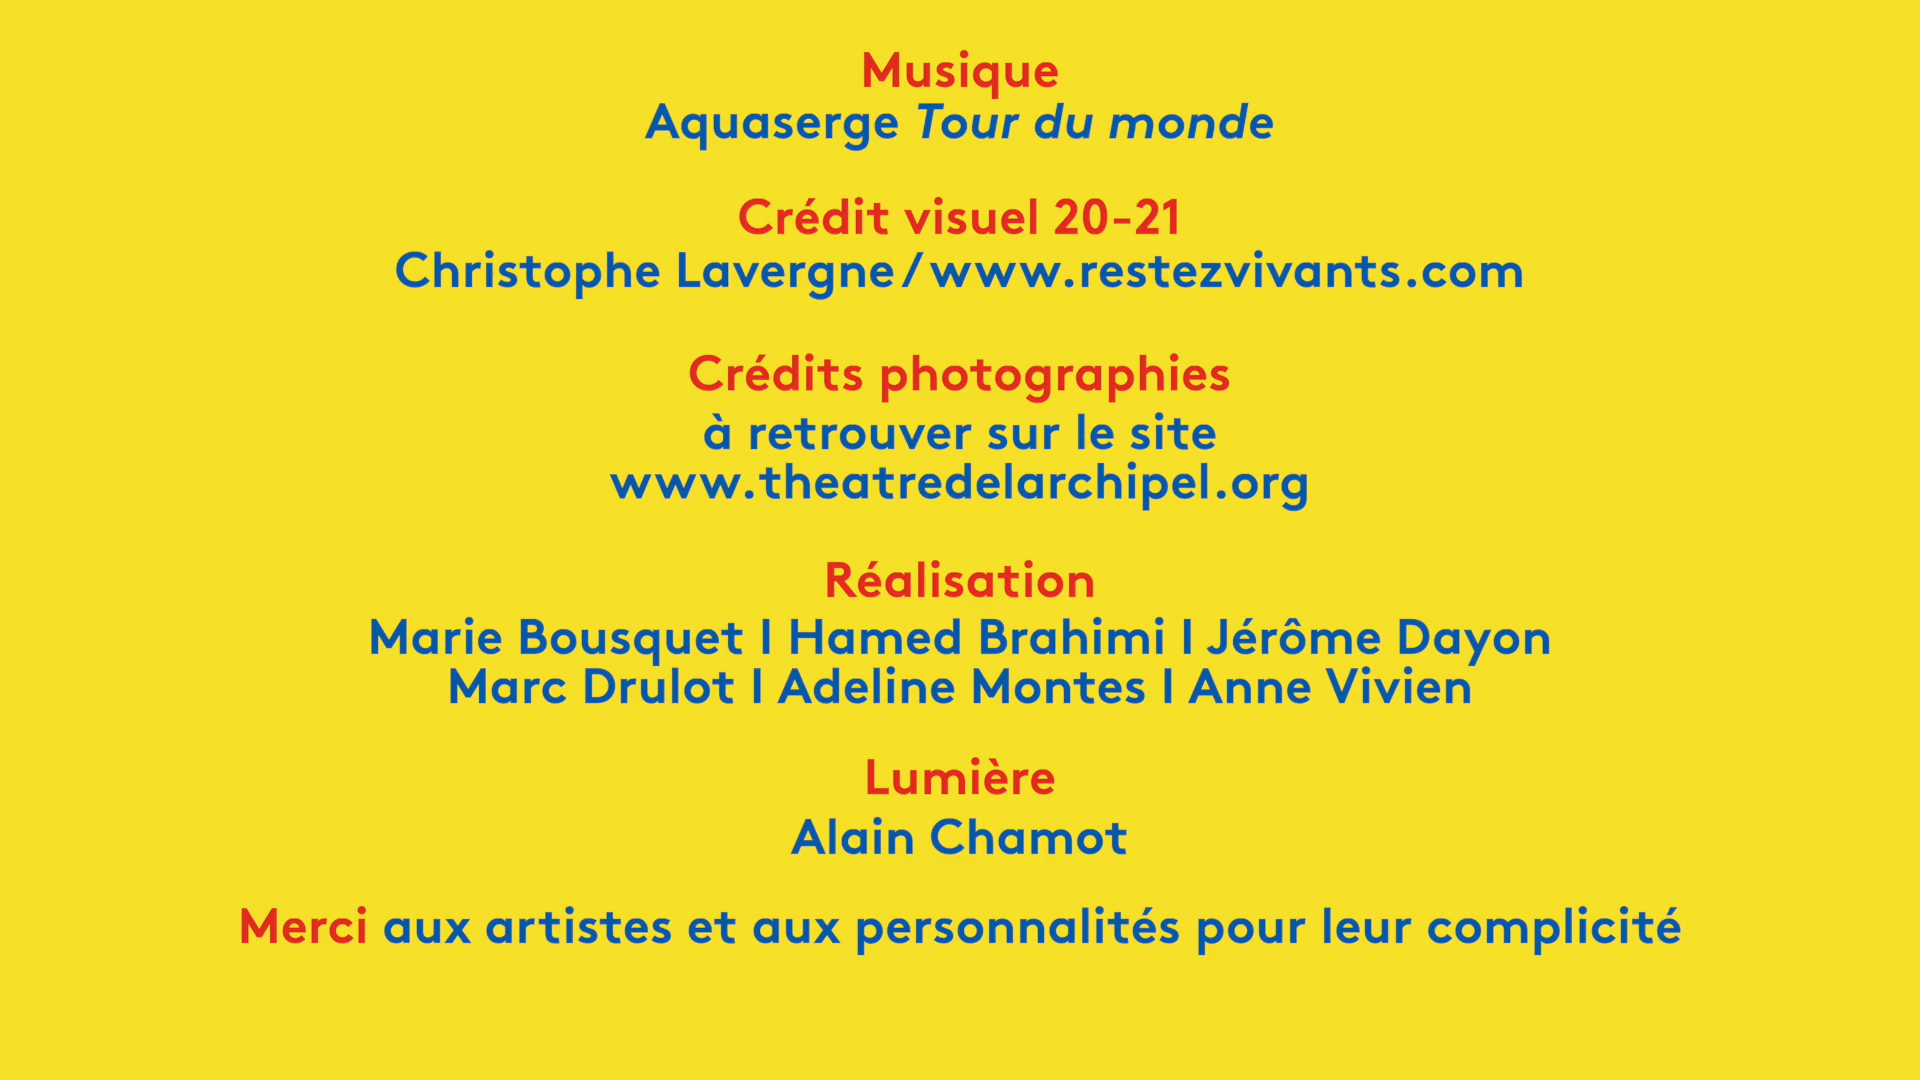 Musique
Aquaserge Tour du monde
Crédit visuel 20-21
Christophe Lavergne/www.restezvivants.com
Crédits photographies
à retrouver sur le site
www.theatredelarchipel.org
Réalisation
Marie Bousquet I Hamed Brahimi I Jérôme Dayon
Marc Drulot I Adeline Montes I Anne Vivien
Lumière
Alain Chamot
Merci aux artistes et aux personnalités pour leur complicité